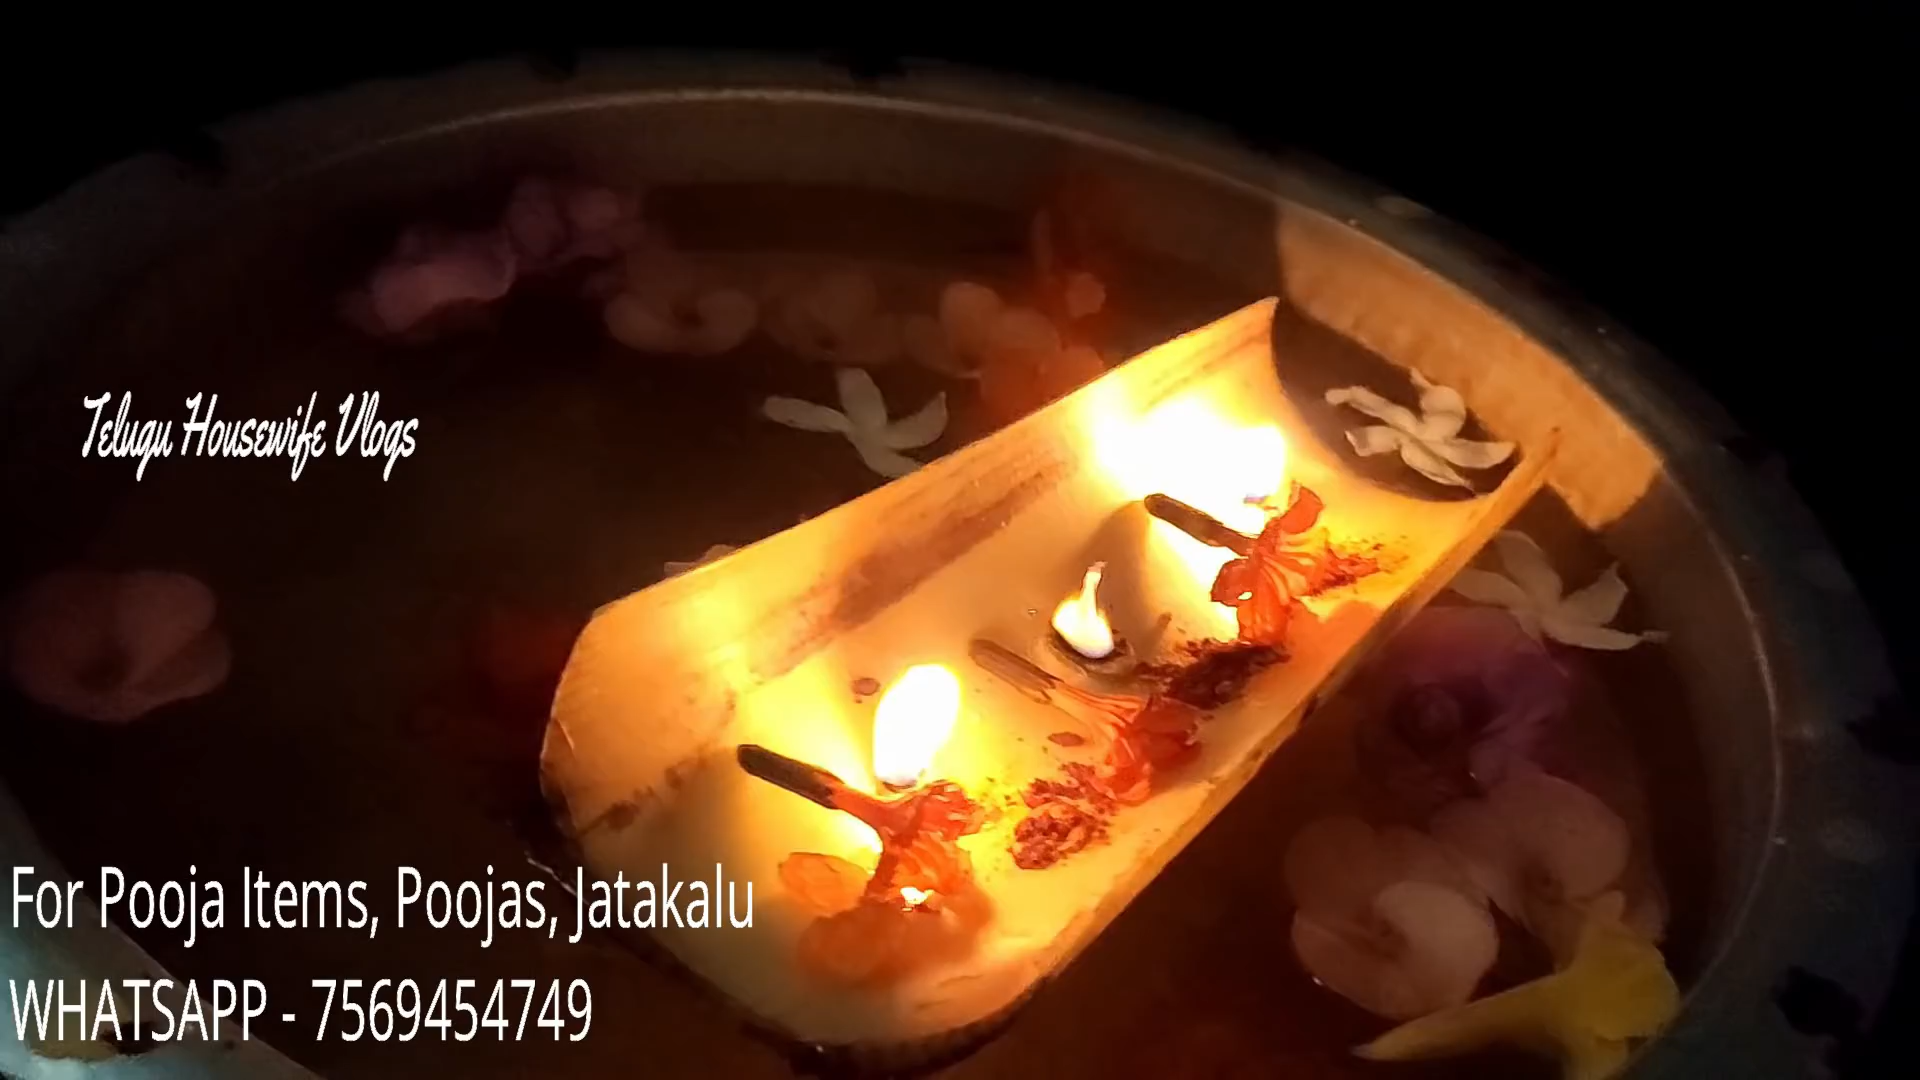 Telugu Housewife Vlogs
For Pooja Items, Poojas, Jatakalu
WHATSAPP - 7569454749